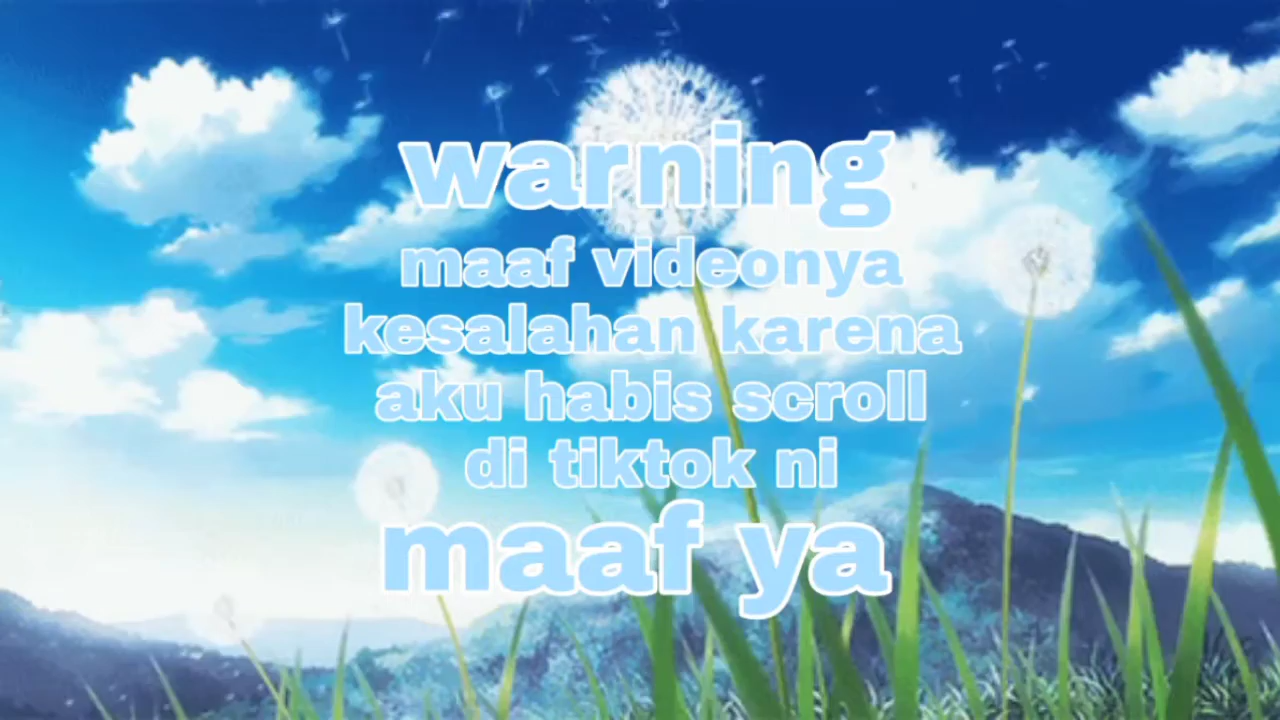 warning
maaf videonya
kesalahan karena
aku habis scroll
di tiktok ni
maaf ya